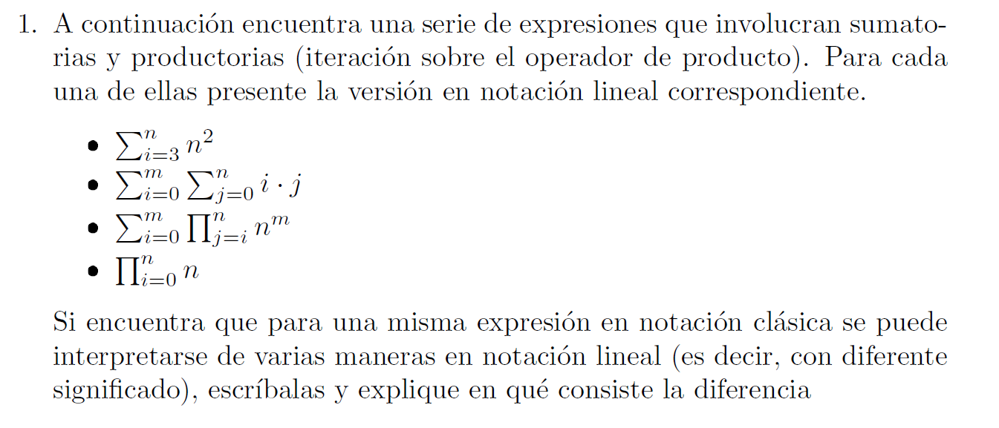 1. A continuación encuentra una serie de expresiones que involucran sumato-
rias y productorias (iteración sobre el operador de producto). Para cada
una de ellas presente la versión en notación lineal correspondiente.
• $\sum_{i=3}^{n} n^2$
• $\sum_{i=0}^{m} \sum_{j=0}^{n} i \cdot j$
• $\sum_{i=0}^{m} \prod_{j=i}^{n} n^m$
• $\prod_{i=0}^{n} n$
Si encuentra que para una misma expresión en notación clásica se puede
interpretarse de varias maneras en notación lineal (es decir, con diferente
significado), escríbalas y explique en qué consiste la diferencia